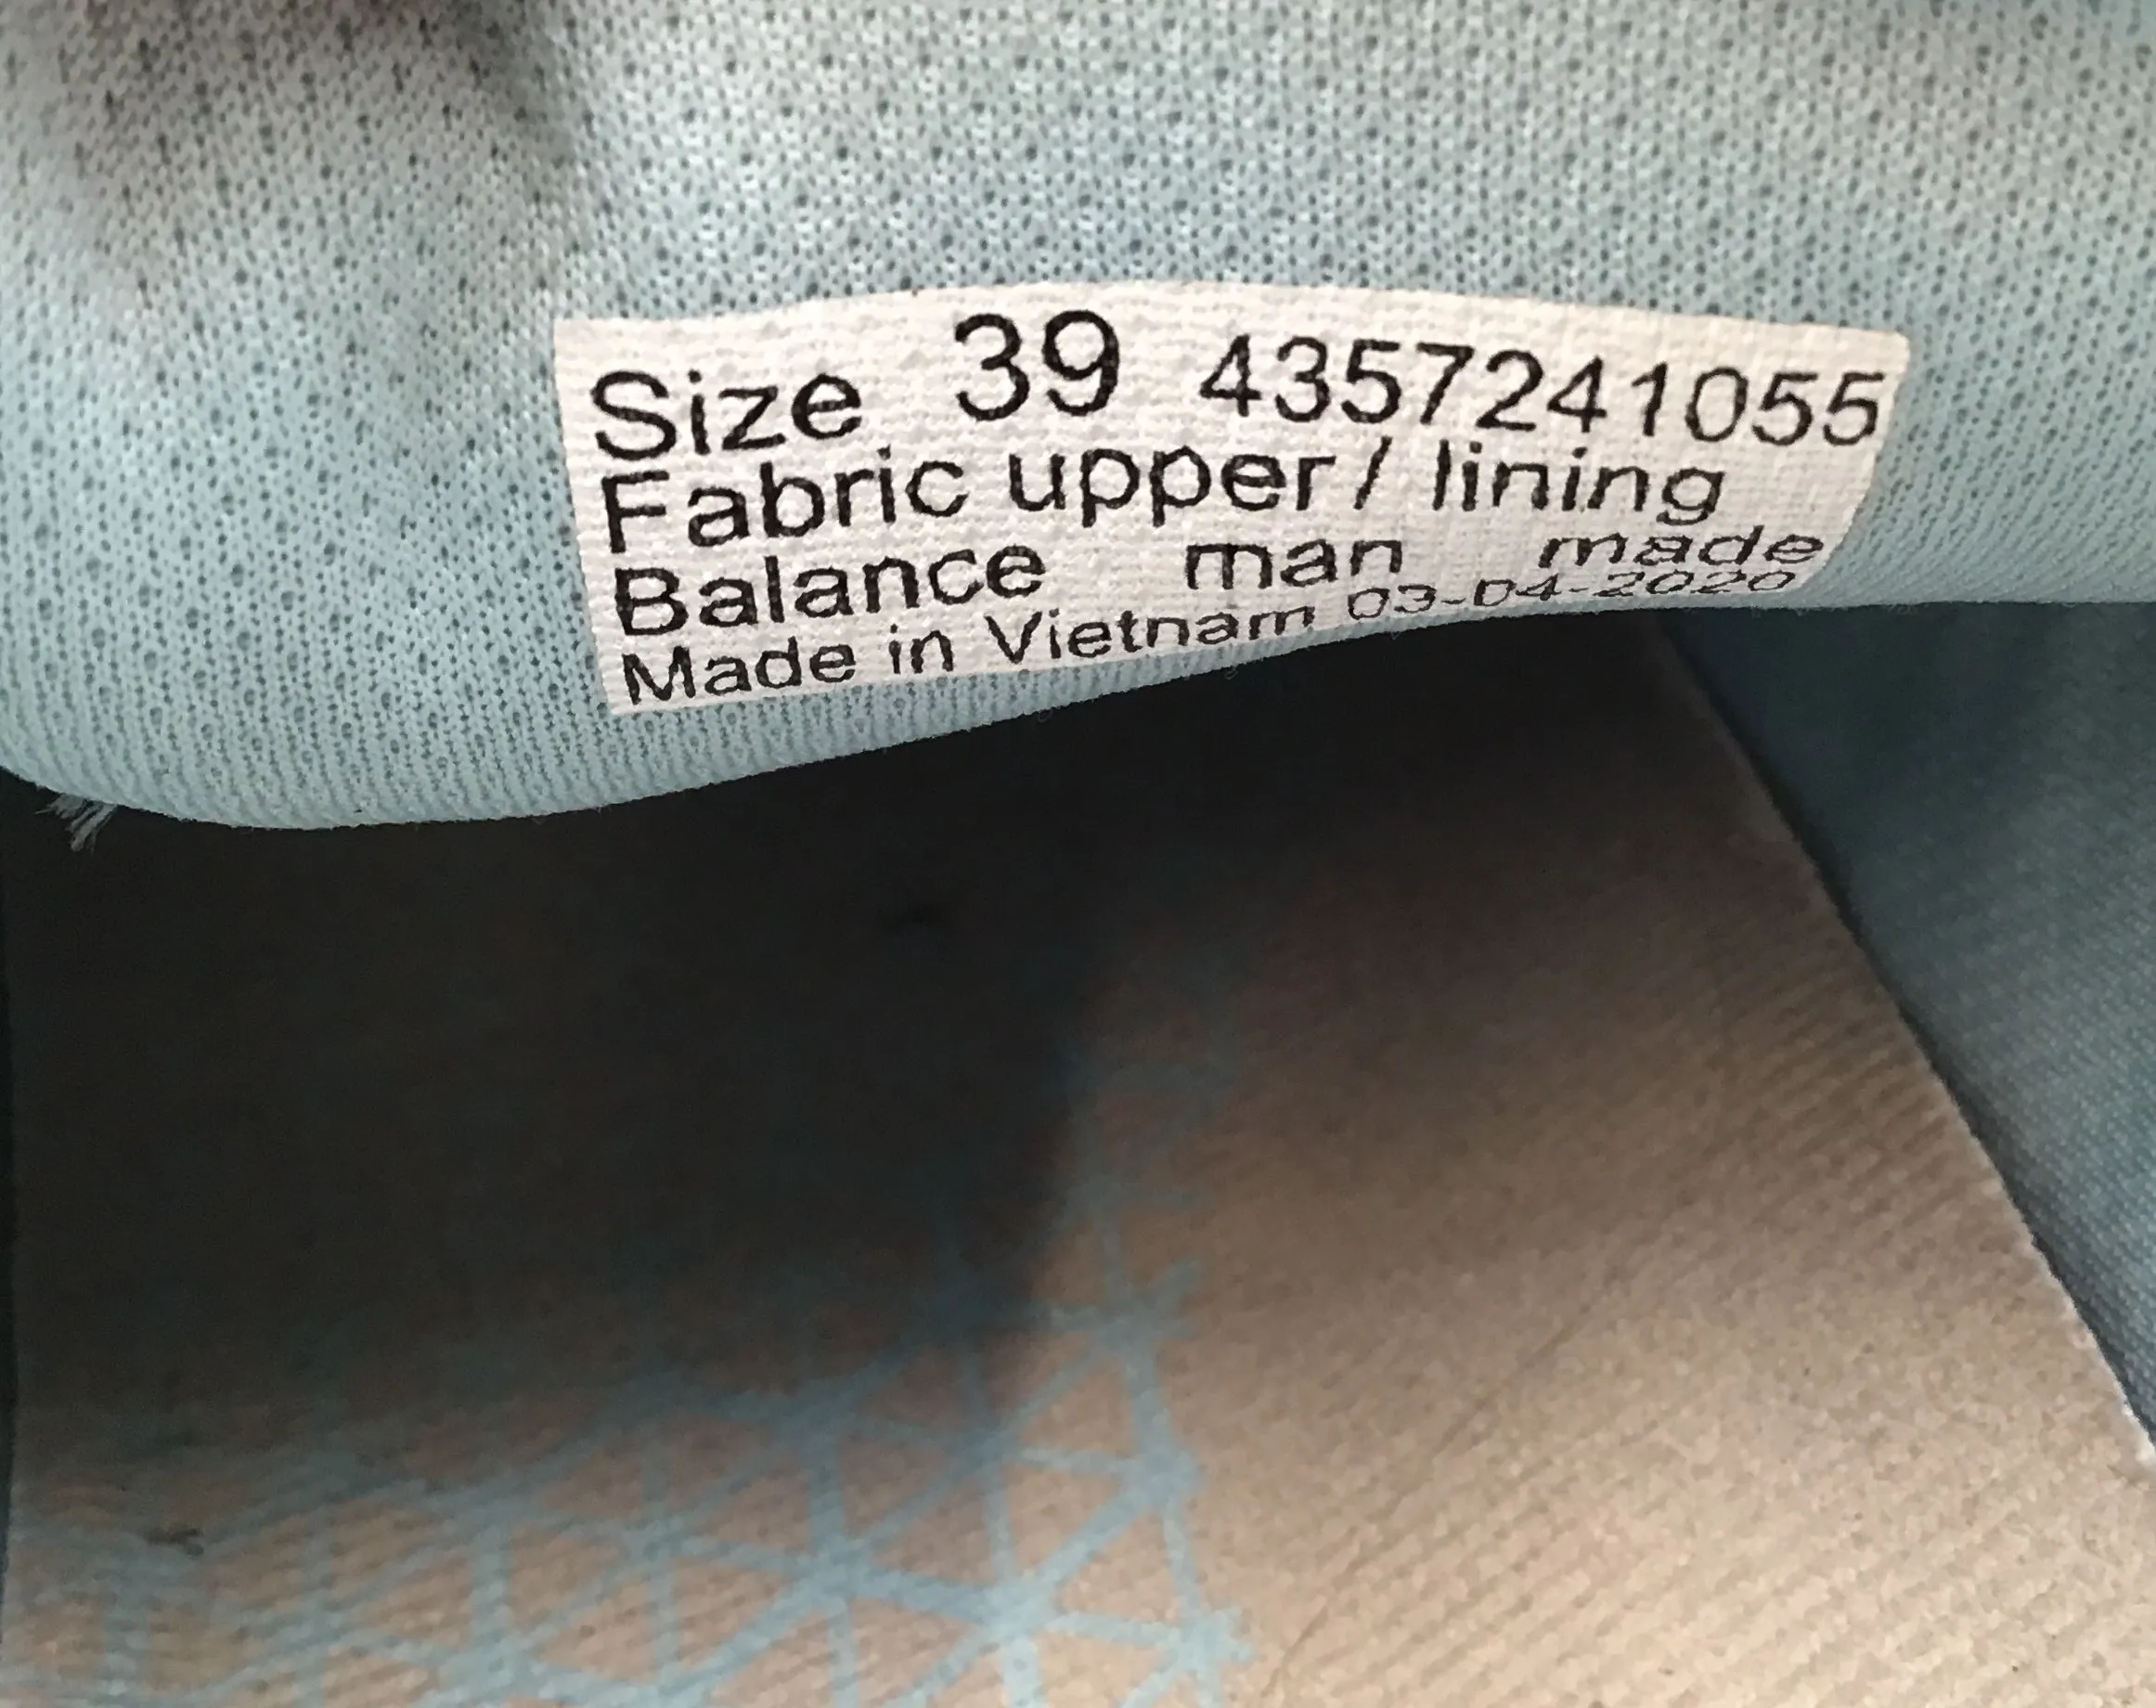 Size 39 4357241055
Fabric upper/ lining
Balance man made
Made in Vietnam 03-04-2020